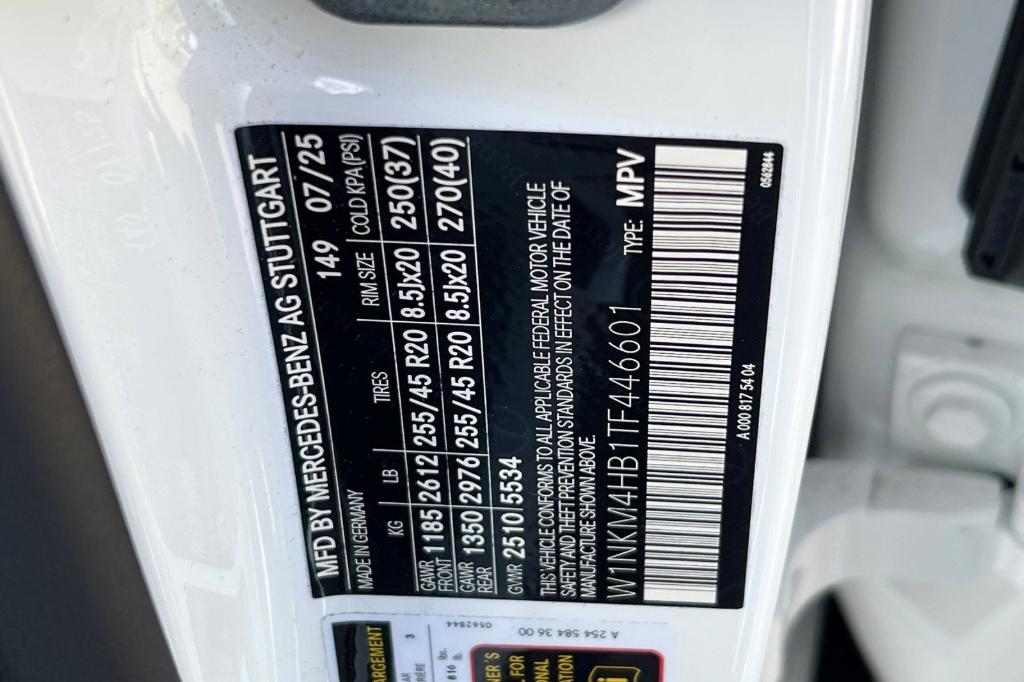 MFD BY MERCEDES-BENZ AG STUTTGART
MADE IN GERMANY 149 07/25
KG LB TIRES RIM SIZE COLD KPA(PSI)
GAWR FRONT 1185 2612 255/45 R20 8.5Jx20 250(37)
GAWR REAR 1350 2976 255/45 R20 8.5Jx20 270(40)
GVWR 2510 5534
THIS VEHICLE CONFORMS TO ALL APPLICABLE FEDERAL MOTOR VEHICLE
SAFETY AND THEFT PREVENTION STANDARDS IN EFFECT ON THE DATE OF
MANUFACTURE SHOWN ABOVE.
W1NKM4HB1TF446601 TYPE: MPV
A 000 817 54 04
0562844
A 254 584 36 00
0562844
3
816 lb.
lbs.